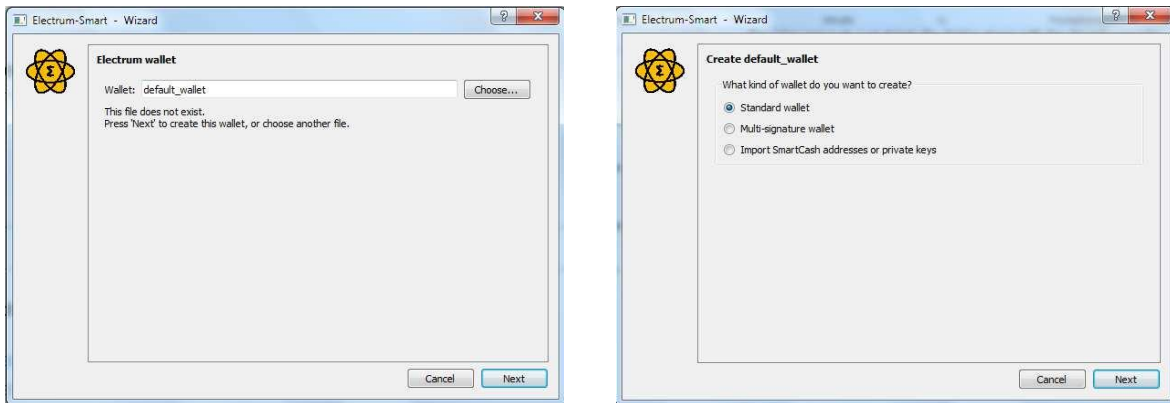 Electrum-Smart - Wizard
Electrum wallet
Wallet: default_wallet Choose...
This file does not exist.
Press 'Next' to create this wallet, or choose another file.
Cancel Next
Electrum-Smart - Wizard
Create default_wallet
What kind of wallet do you want to create?
Standard wallet
Multi-signature wallet
Import SmartCash addresses or private keys
Cancel Next